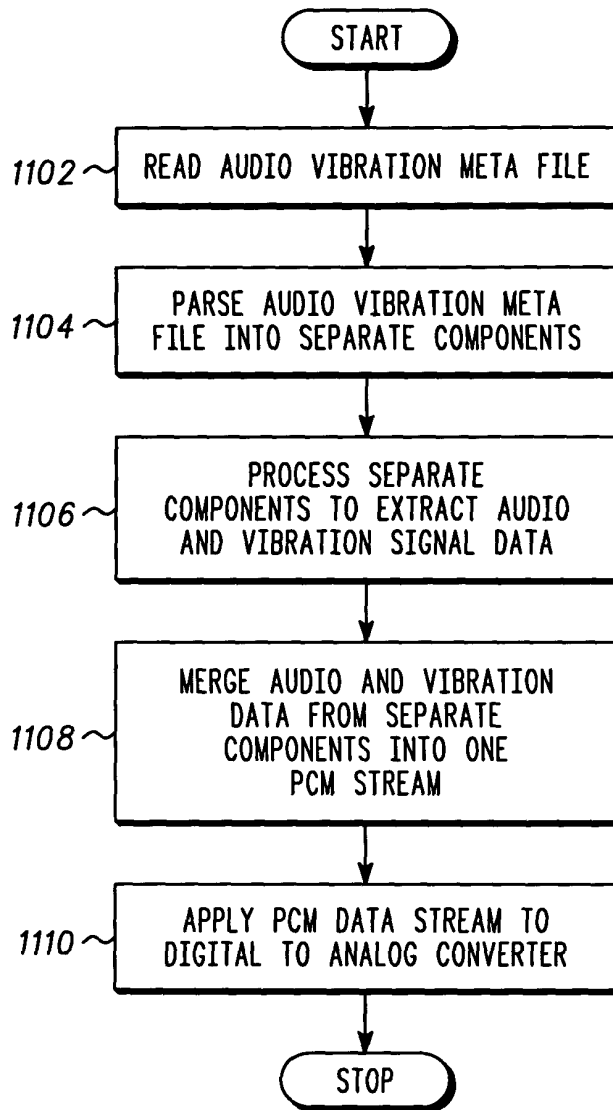 START
1102
READ AUDIO VIBRATION META FILE
1104
PARSE AUDIO VIBRATION META
FILE INTO SEPARATE COMPONENTS
1106
PROCESS SEPARATE
COMPONENTS TO EXTRACT AUDIO
AND VIBRATION SIGNAL DATA
1108
MERGE AUDIO AND VIBRATION
DATA FROM SEPARATE
COMPONENTS INTO ONE
PCM STREAM
1110
APPLY PCM DATA STREAM TO
DIGITAL TO ANALOG CONVERTER
STOP